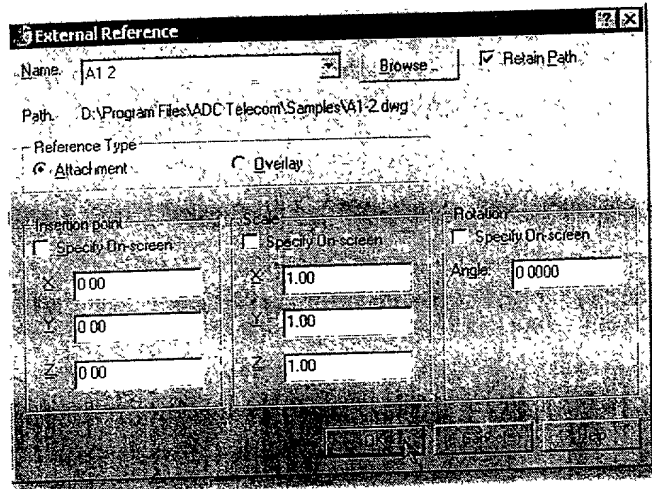 External Reference
Name: A1 2 Browse... Retain Path
Path: D:\Program Files\ADC Telecom\Samples\A1-2.dwg
Reference Type
Attachment Overlay
Insertion point Scale Rotation
Specify On-screen Specify On-screen Specify On-screen
X: 0.00 X: 1.00 Angle: 0.0000
Y: 0.00 Y: 1.00
Z: 0.00 Z: 1.00
OK Cancel Help